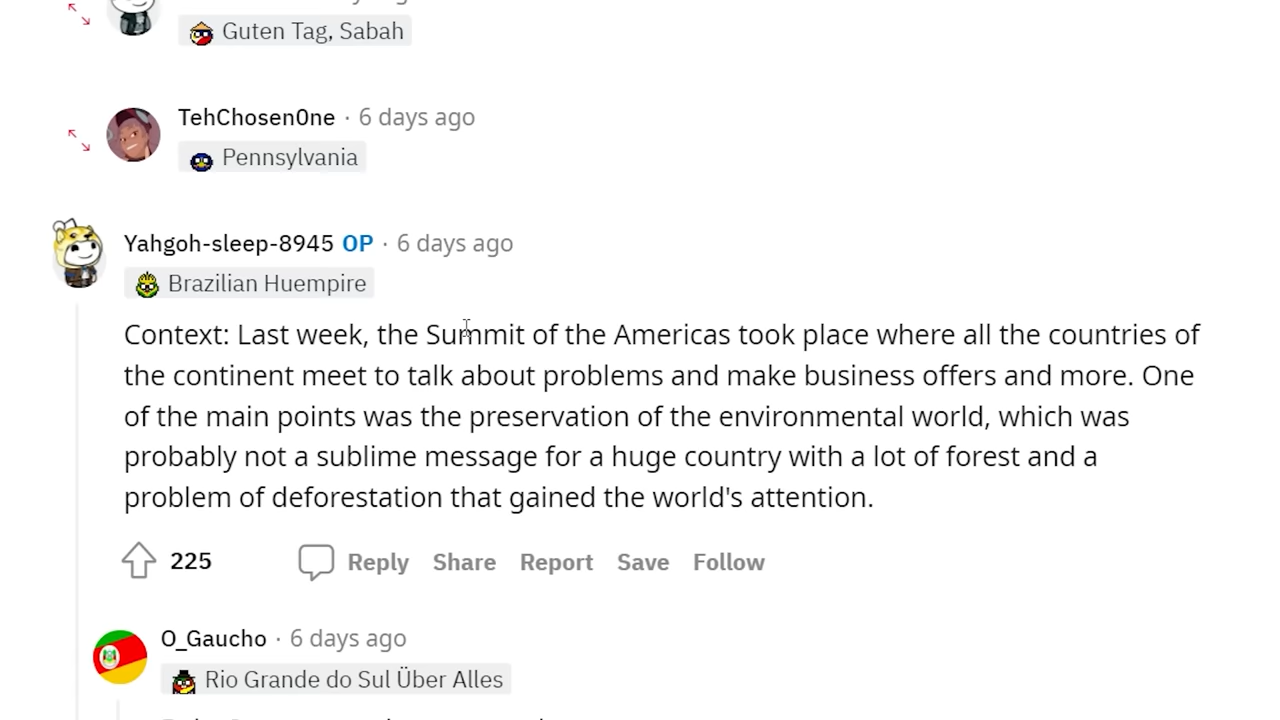 Guten Tag, Sabah
TehChosen0ne · 6 days ago
Pennsylvania
Yahgoh-sleep-8945 OP · 6 days ago
Brazilian Huempire
Context: Last week, the Summit of the Americas took place where all the countries of
the continent meet to talk about problems and make business offers and more. One
of the main points was the preservation of the environmental world, which was
probably not a sublime message for a huge country with a lot of forest and a
problem of deforestation that gained the world's attention.
225 Reply Share Report Save Follow
O_Gaucho · 6 days ago
Rio Grande do Sul Über Alles